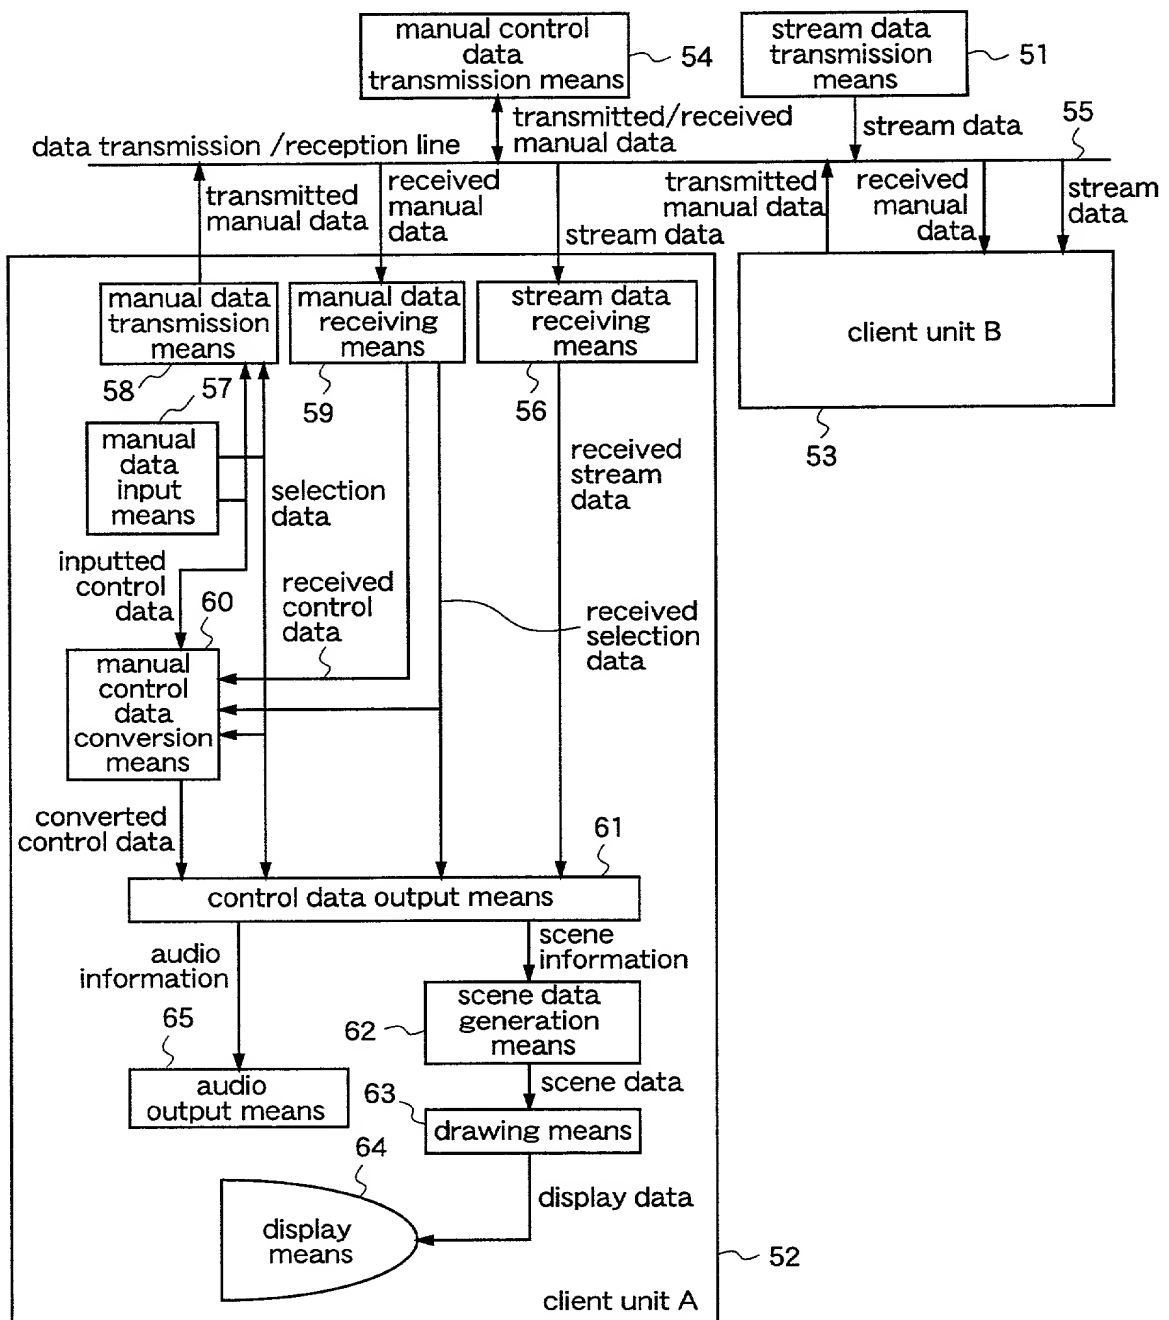 manual control
data
transmission means
54
stream data
transmission
means
51
transmitted/received
manual data
stream data
55
data transmission /reception line
transmitted
manual data
received
manual
data
stream data
transmitted
manual data
received
manual
data
stream
data
manual data
transmission
means
58
manual data
receiving
means
59
stream data
receiving
means
56
client unit B
53
57
manual
data
input
means
selection
data
received
stream
data
inputted
control
data
60
received
control
data
received
selection
data
manual
control
data
conversion
means
converted
control data
61
control data output means
audio
information
scene
information
65
62
scene data
generation
means
audio
output means
scene data
63
drawing means
64
display data
display
means
52
client unit A